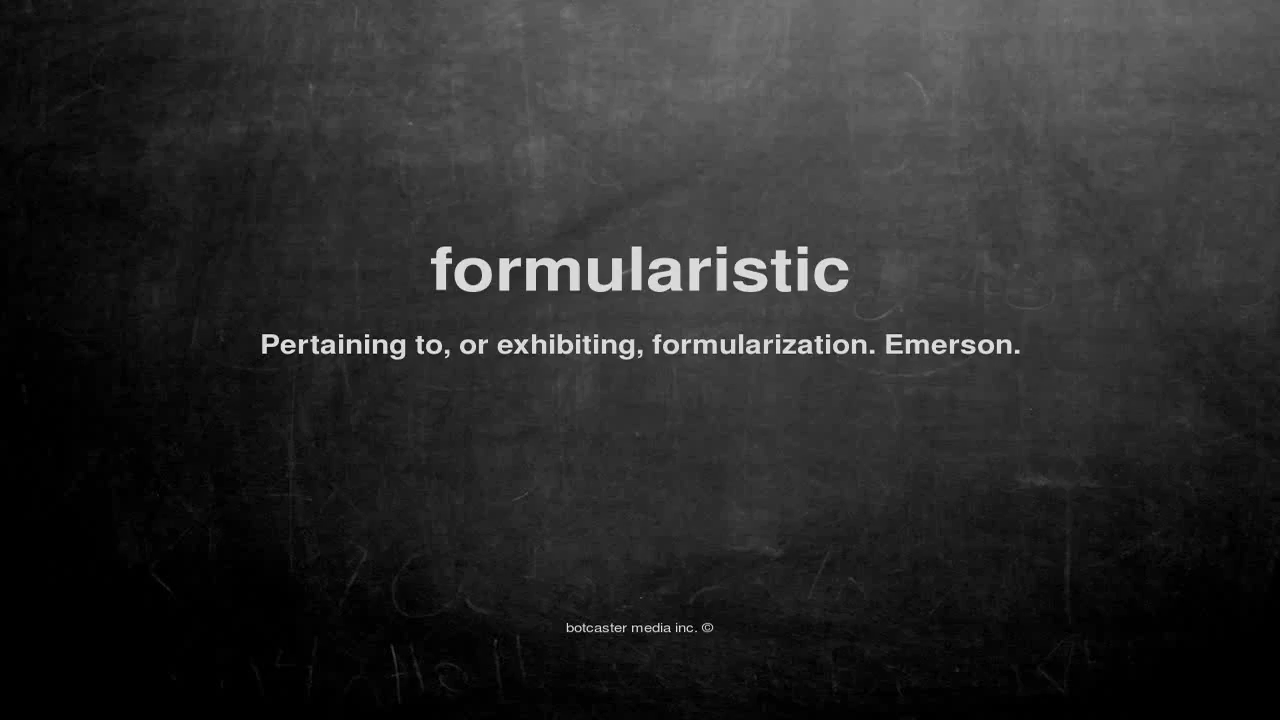 formularistic
Pertaining to, or exhibiting, formularization. Emerson.
botcaster media inc. ©